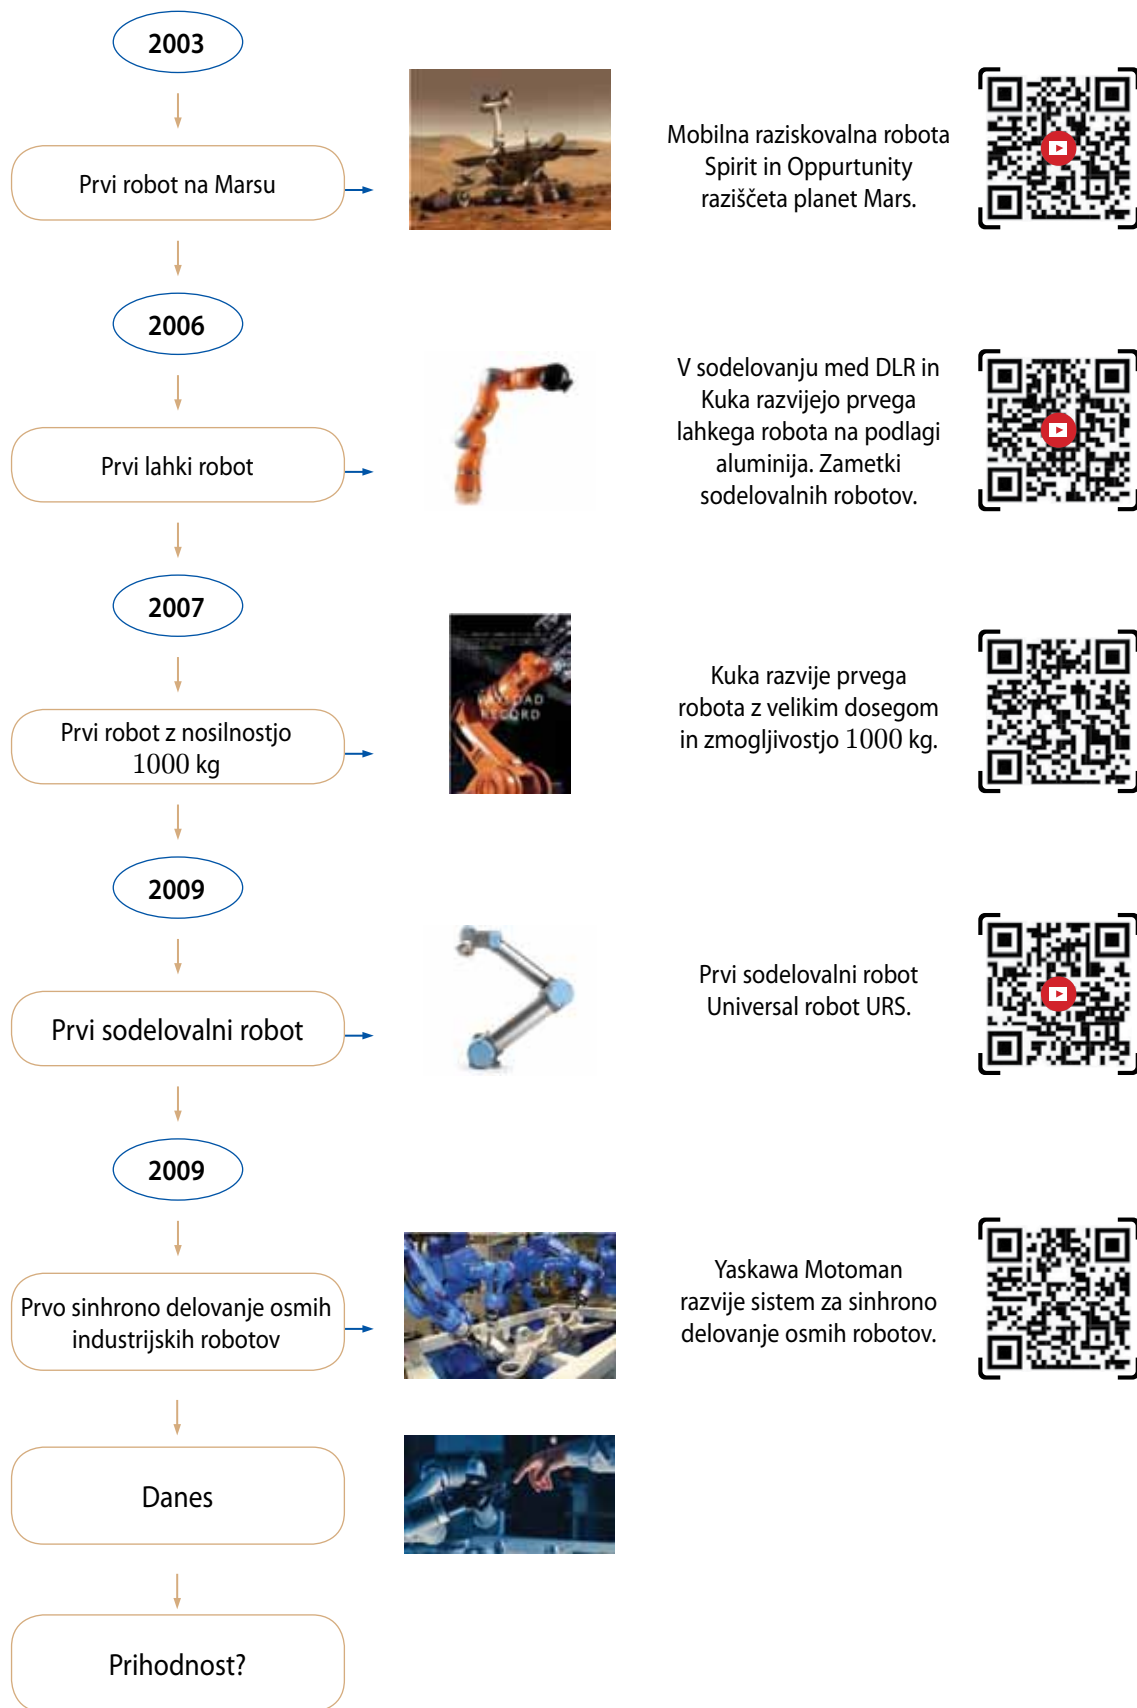 2003
Prvi robot na Marsu
Mobilna raziskovalna robota
Spirit in Oppurtunity
raziščeta planet Mars.
2006
Prvi lahki robot
V sodelovanju med DLR in
Kuka razvijejo prvega
lahkega robota na podlagi
aluminija. Zametki
sodelovalnih robotov.
2007
Prvi robot z nosilnostjo
1000 kg
PAYLOAD
RECORD
Kuka razvije prvega
robota z velikim dosegom
in zmogljivostjo 1000 kg.
2009
Prvi sodelovalni robot
Prvi sodelovalni robot
Universal robot URS.
2009
Prvo sinhrono delovanje osmih
industrijskih robotov
Yaskawa Motoman
razvije sistem za sinhrono
delovanje osmih robotov.
Danes
Prihodnost?